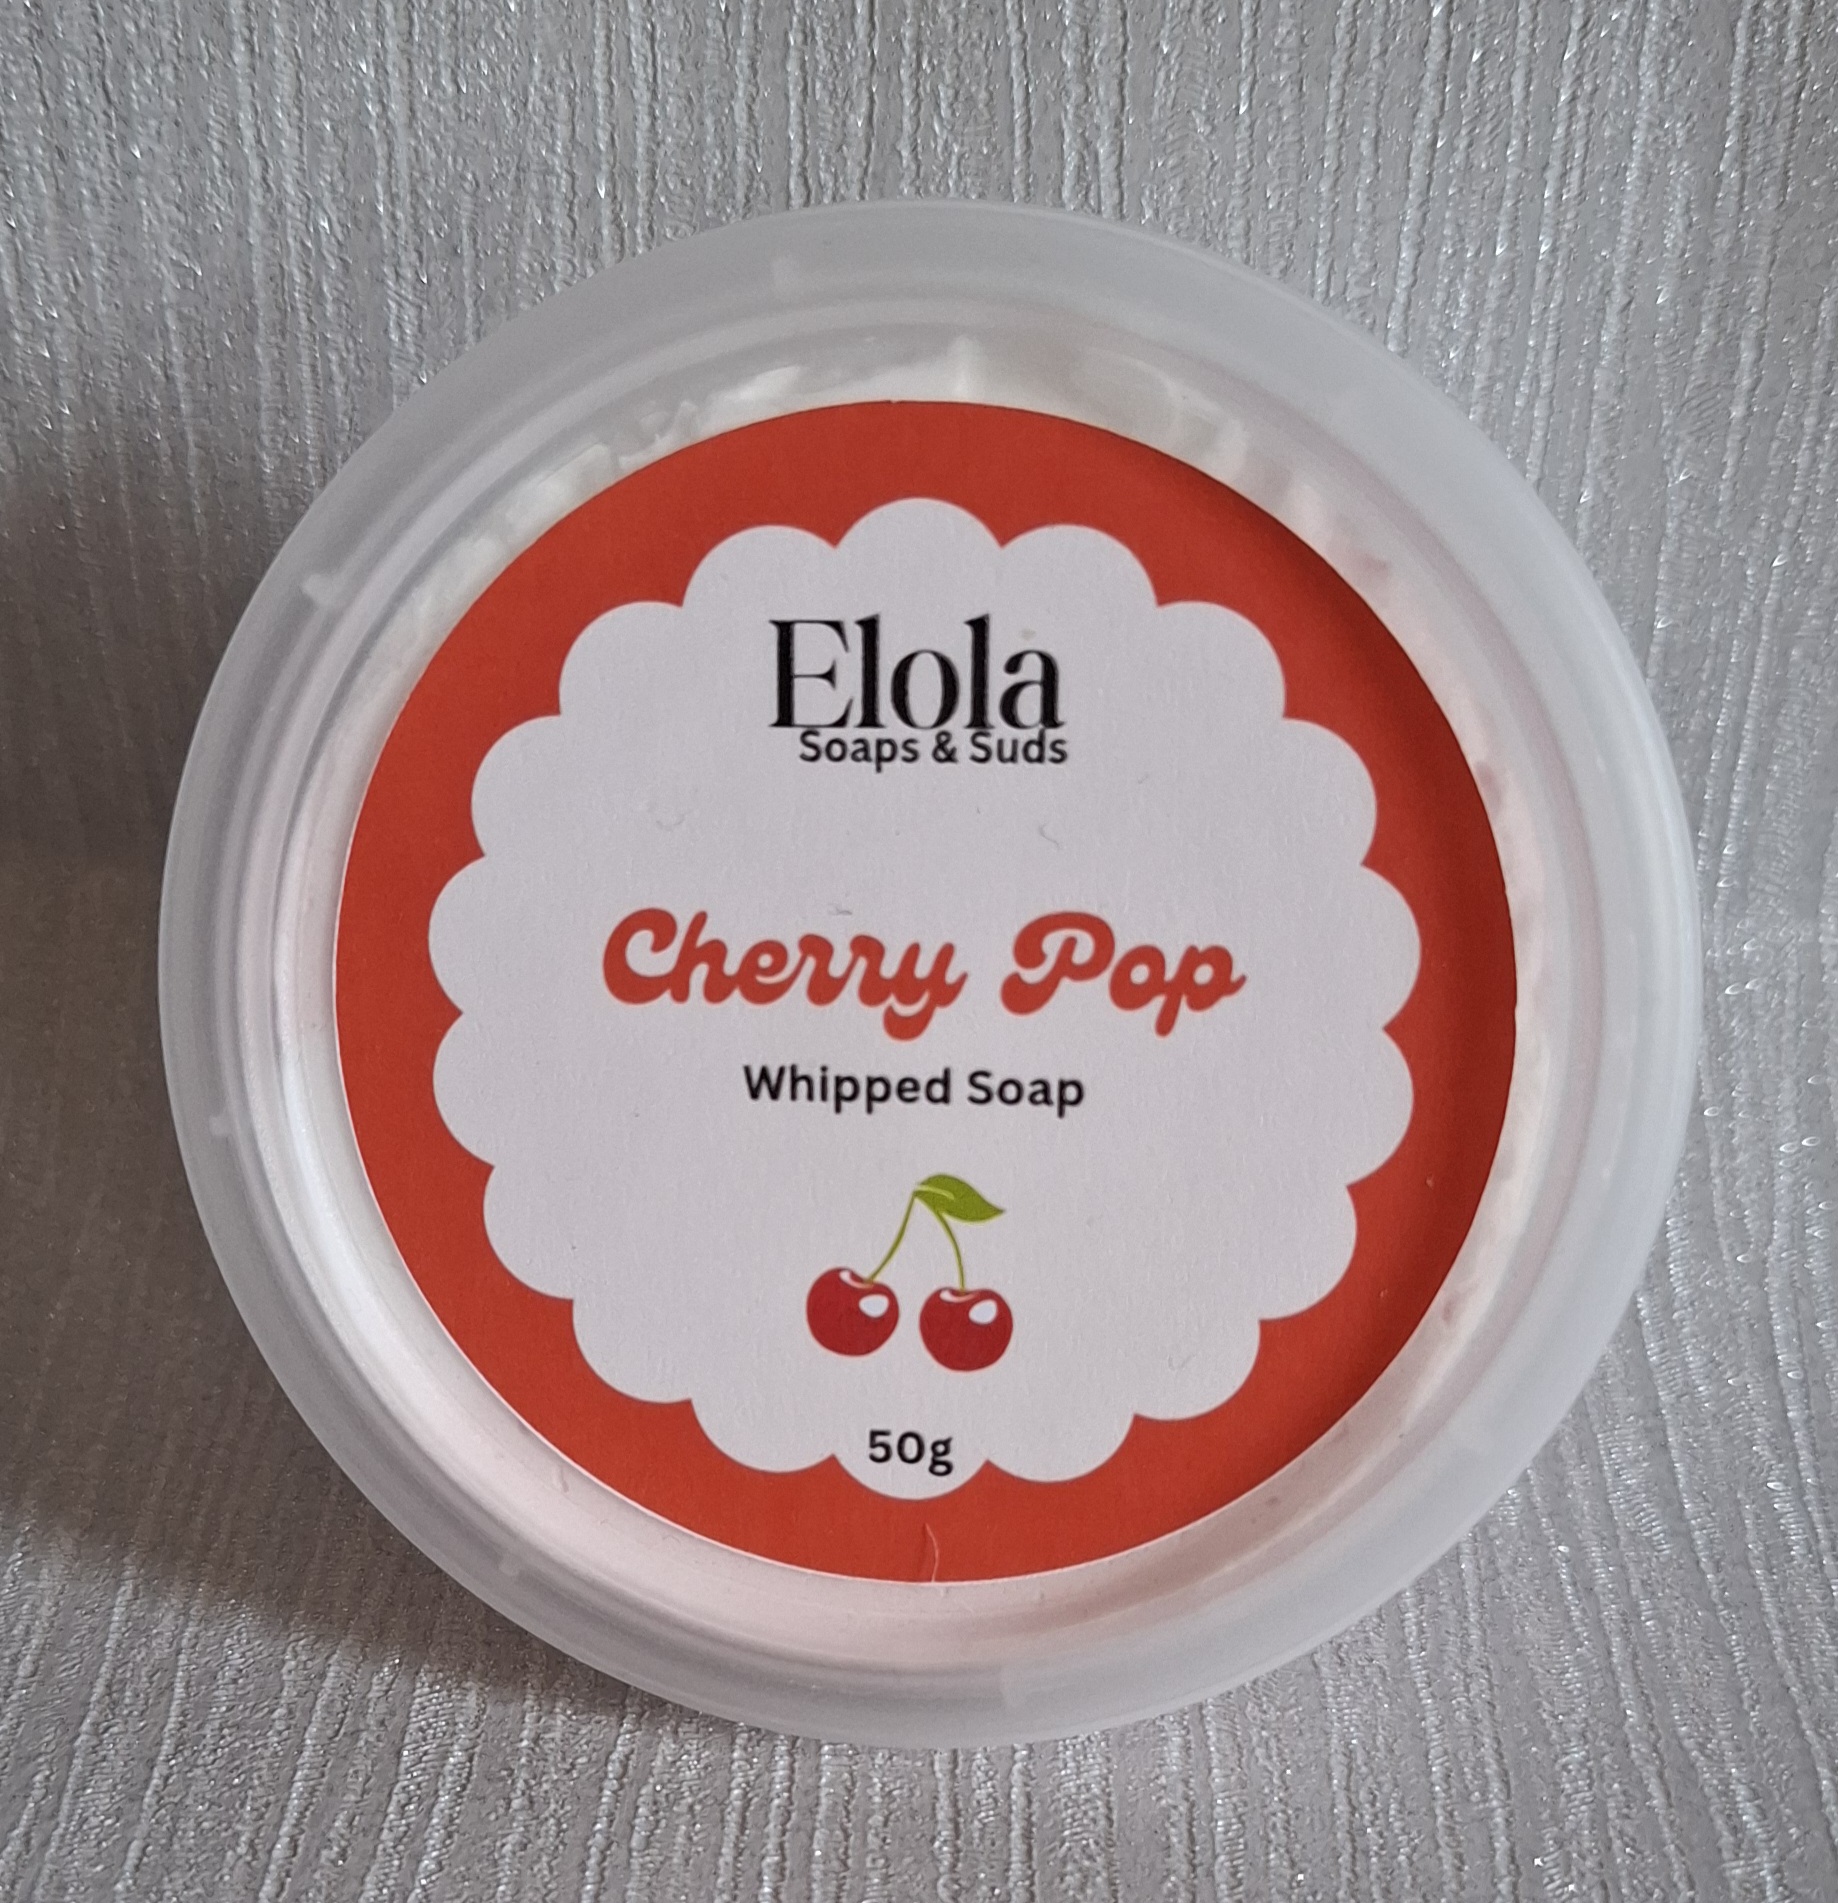 Elola
Soaps & Suds
Cherry Pop
Whipped Soap
50g